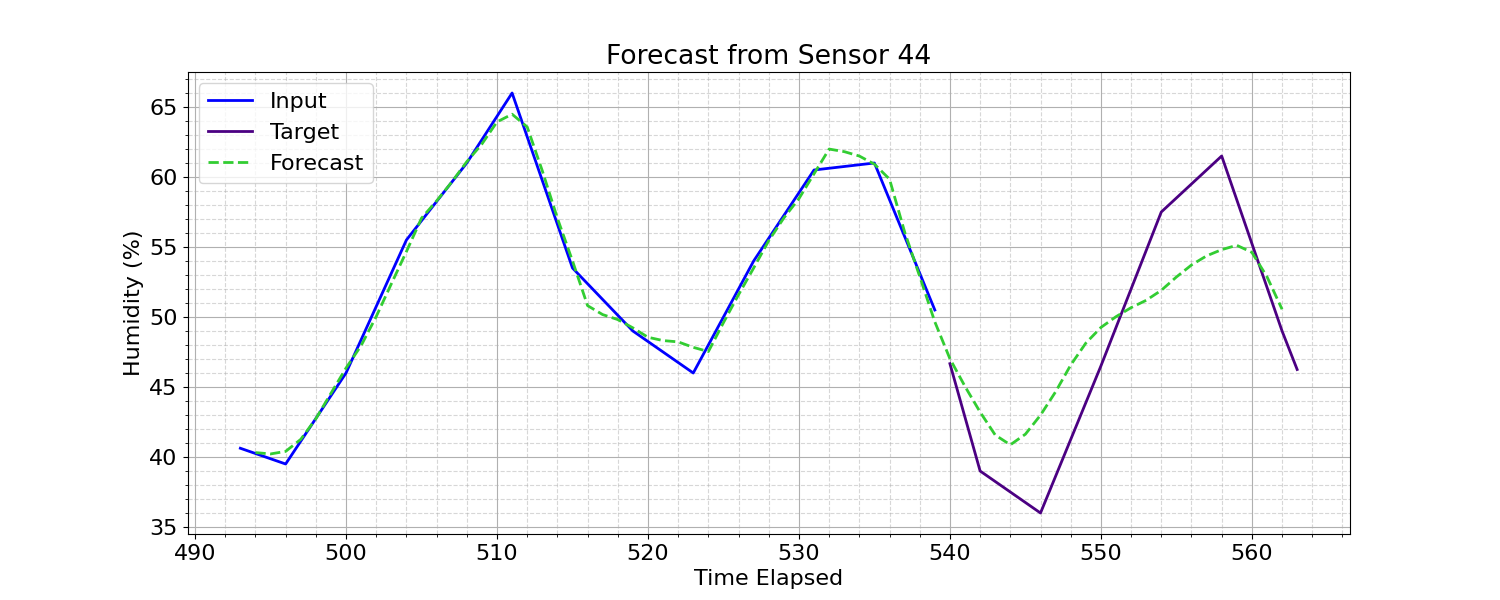 Forecast from Sensor 44
Input
Target
Forecast
Humidity (%)
65
60
55
50
45
40
35
490 500 510 520 530 540 550 560
Time Elapsed